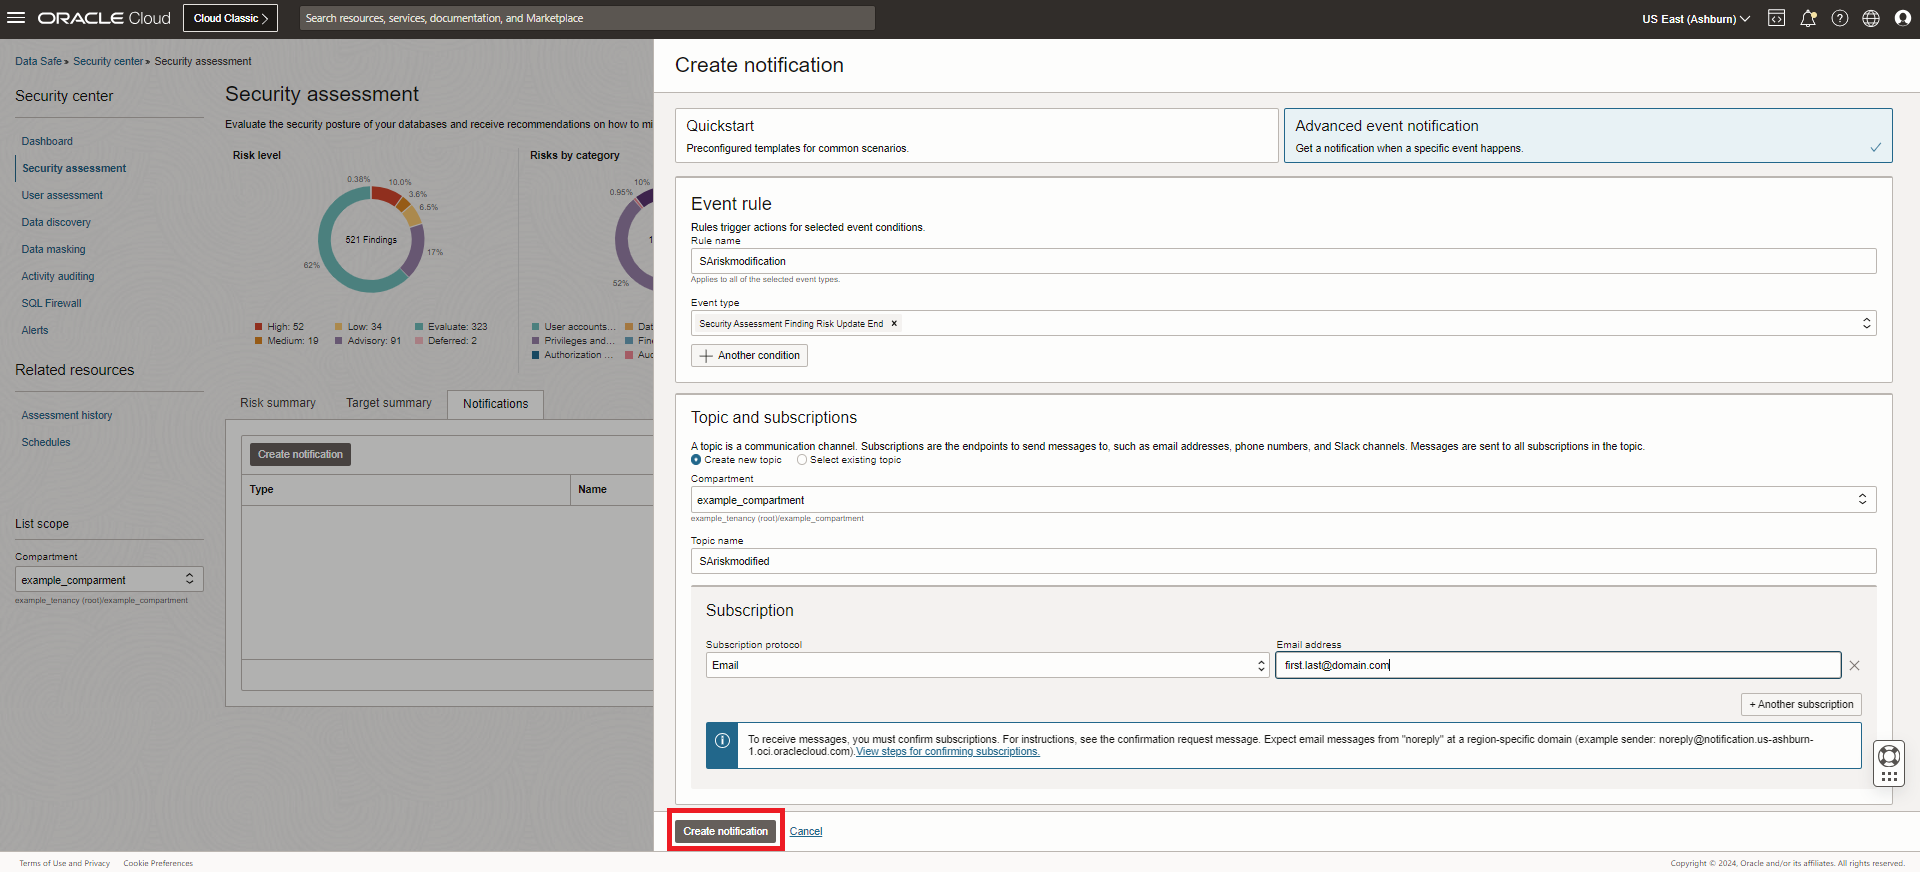 ORACLE Cloud
Cloud Classic >
Search resources, services, documentation, and Marketplace
US East (Ashburn)
Data Safe » Security center » Security assessment
Security center
Dashboard
Security assessment
User assessment
Data discovery
Data masking
Activity auditing
SQL Firewall
Alerts
Related resources
Assessment history
Schedules
List scope
Compartment
example_comparment
example_tenancy (root)/example_compartment
Security assessment
Evaluate the security posture of your databases and receive recommendations on how to mi
Risk level
0.38%
10.0%
3.6%
6.5%
17%
62%
521 Findings
High: 52
Low: 34
Evaluate: 323
Medium: 19
Advisory: 91
Deferred: 2
Risks by category
10%
0.95%
52%
1
User accounts...
Dat
Privileges and...
Fin
Authorization ...
Auc
Risk summary
Target summary
Notifications
Create notification
Type
Name
Create notification
Quickstart
Preconfigured templates for common scenarios.
Advanced event notification
Get a notification when a specific event happens.
Event rule
Rules trigger actions for selected event conditions.
Rule name
SAriskmodification
Applies to all of the selected event types.
Event type
Security Assessment Finding Risk Update End ×
Another condition
Topic and subscriptions
A topic is a communication channel. Subscriptions are the endpoints to send messages to, such as email addresses, phone numbers, and Slack channels. Messages are sent to all subscriptions in the topic.
Create new topic
Select existing topic
Compartment
example_compartment
example_tenancy (root)/example_compartment
Topic name
SAriskmodified
Subscription
Subscription protocol
Email
Email address
first.last@domain.com
+ Another subscription
To receive messages, you must confirm subscriptions. For instructions, see the confirmation request message. Expect email messages from "noreply" at a region-specific domain (example sender: noreply@notification.us-ashburn-
1.oci.oraclecloud.com).View steps for confirming subscriptions.
Create notification
Cancel
Terms of Use and Privacy
Cookie Preferences
Copyright © 2024, Oracle and/or its affiliates. All rights reserved.